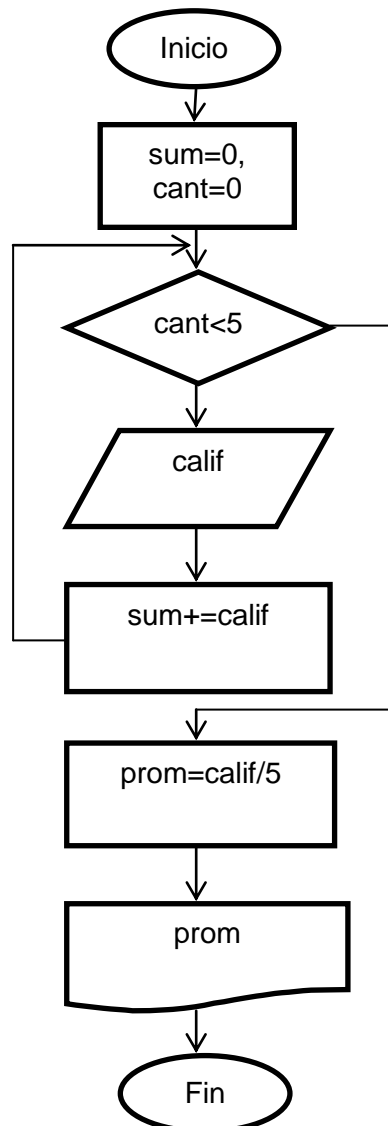 Inicio
sum=0,
cant=0
cant<5
calif
sum+=calif
prom=calif/5
prom
Fin